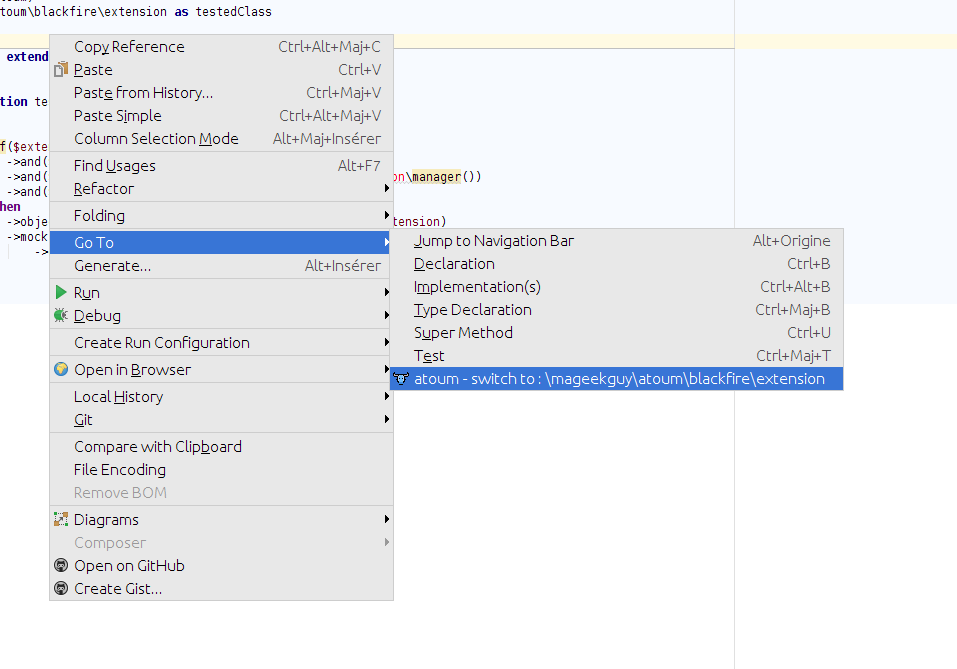 toum\blackfire\extension as testedClass
extend
tion te
f($exte
->and(
->and( on\manager())
->and(
hen
->obje tension)
->mock
->
Copy Reference Ctrl+Alt+Maj+C
Paste Ctrl+V
Paste from History... Ctrl+Maj+V
Paste Simple Ctrl+Alt+Maj+V
Column Selection Mode Alt+Maj+Insérer
Find Usages Alt+F7
Refactor
Folding
Go To
Generate... Alt+Insérer
Run
Debug
Create Run Configuration
Open in Browser
Local History
Git
Compare with Clipboard
File Encoding
Remove BOM
Diagrams
Composer
Open on GitHub
Create Gist...
Jump to Navigation Bar Alt+Origine
Declaration Ctrl+B
Implementation(s) Ctrl+Alt+B
Type Declaration Ctrl+Maj+B
Super Method Ctrl+U
Test Ctrl+Maj+T
atoum - switch to : \mageekguy\atoum\blackfire\extension